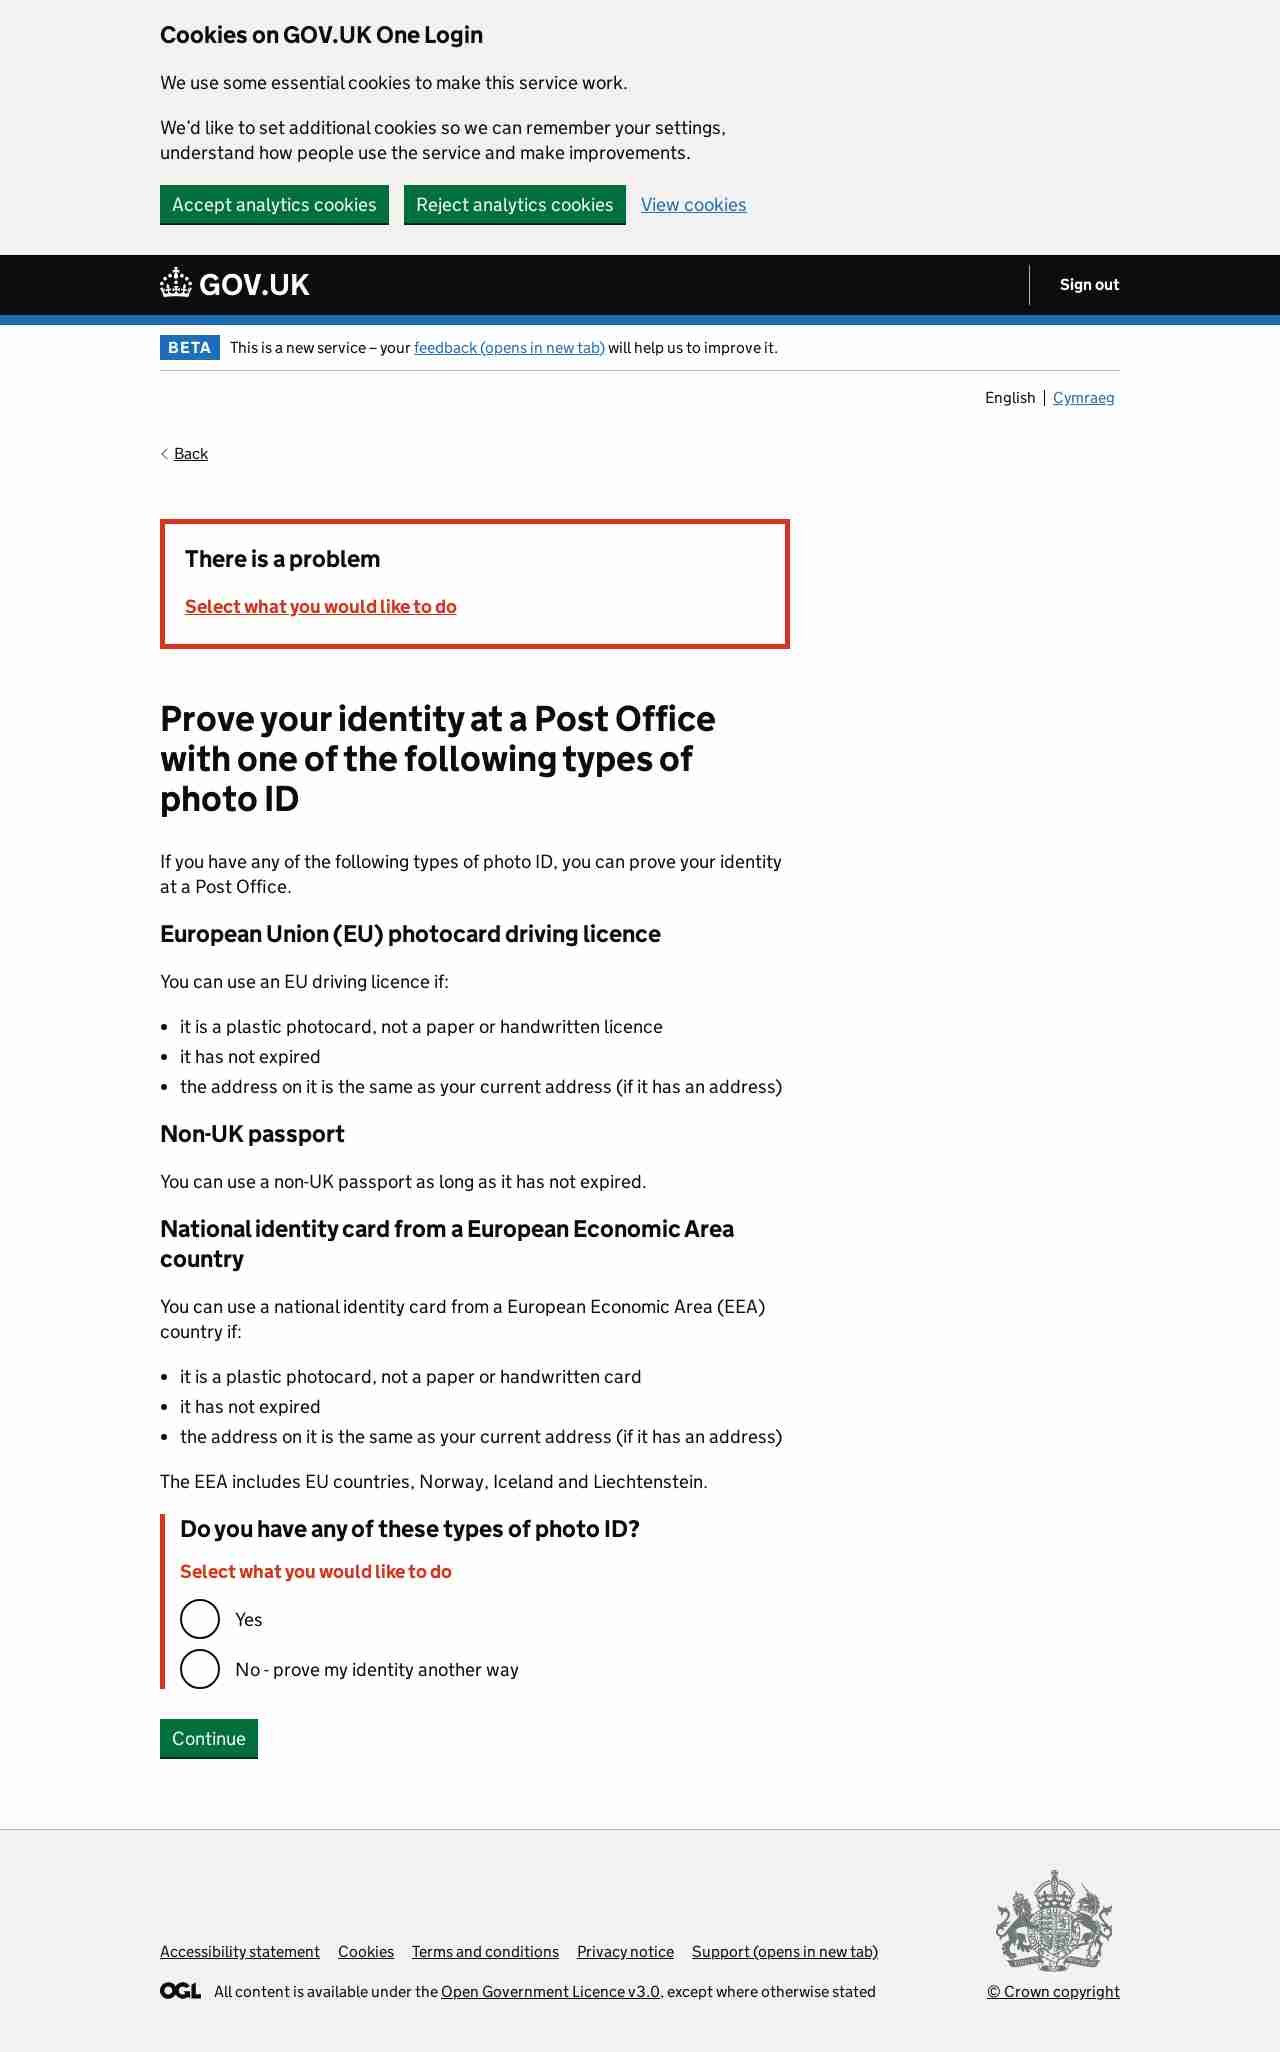 Cookies on GOV.UK One Login
We use some essential cookies to make this service work.
We'd like to set additional cookies so we can remember your settings,
understand how people use the service and make improvements.
Accept analytics cookies Reject analytics cookies View cookies
GOV.UK Sign out
BETA This is a new service – your feedback (opens in new tab) will help us to improve it.
English Cymraeg
Back
There is a problem
Select what you would like to do
Prove your identity at a Post Office
with one of the following types of
photo ID
If you have any of the following types of photo ID, you can prove your identity
at a Post Office.
European Union (EU) photocard driving licence
You can use an EU driving licence if:
• it is a plastic photocard, not a paper or handwritten licence
• it has not expired
• the address on it is the same as your current address (if it has an address)
Non-UK passport
You can use a non-UK passport as long as it has not expired.
National identity card from a European Economic Area
country
You can use a national identity card from a European Economic Area (EEA)
country if:
• it is a plastic photocard, not a paper or handwritten card
• it has not expired
• the address on it is the same as your current address (if it has an address)
The EEA includes EU countries, Norway, Iceland and Liechtenstein.
Do you have any of these types of photo ID?
Select what you would like to do
Yes
No - prove my identity another way
Continue
Accessibility statement Cookies Terms and conditions Privacy notice Support (opens in new tab)
OGL All content is available under the Open Government Licence v3.0, except where otherwise stated
© Crown copyright